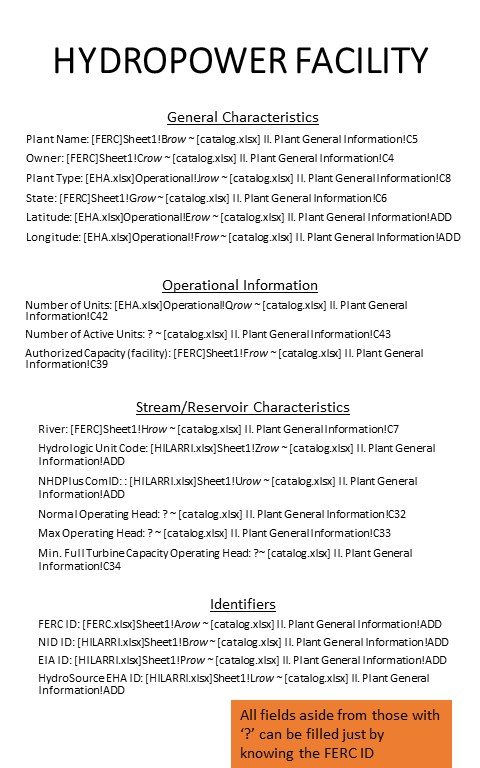 HYDROPOWER FACILITY
General Characteristics
Plant Name: [FERC]Sheet1!Brow ~ [catalog.xlsx] II. Plant General Information!C5
Owner: [FERC]Sheet1!Crow ~ [catalog.xlsx] II. Plant General Information!C4
Plant Type: [EHA.xlsx]Operational!Jrow ~ [catalog.xlsx] II. Plant General Information!C8
State: [FERC]Sheet1!Grow ~ [catalog.xlsx] II. Plant General Information!C6
Latitude: [EHA.xlsx]Operational!Erow ~ [catalog.xlsx] II. Plant General Information!ADD
Longitude: [EHA.xlsx]Operational!Frow ~ [catalog.xlsx] II. Plant General Information!ADD
Operational Information
Number of Units: [EHA.xlsx]Operational!Qrow ~ [catalog.xlsx] II. Plant General
Information!C42
Number of Active Units: ? ~ [catalog.xlsx] II. Plant General Information!C43
Authorized Capacity (facility): [FERC]Sheet1!Frow ~ [catalog.xlsx] II. Plant General
Information!C39
Stream/Reservoir Characteristics
River: [FERC]Sheet1!Hrow ~ [catalog.xlsx] II. Plant General Information!C7
Hydrologic Unit Code: [HILARRI.xlsx]Sheet1!Zrow ~ [catalog.xlsx] II. Plant General
Information!ADD
NHDPlus ComID: : [HILARRI.xlsx]Sheet1!Urow ~ [catalog.xlsx] II. Plant General
Information!ADD
Normal Operating Head: ? ~ [catalog.xlsx] II. Plant General Information!C32
Max Operating Head: ? ~ [catalog.xlsx] II. Plant General Information!C33
Min. Full Turbine Capacity Operating Head: ?~ [catalog.xlsx] II. Plant General
Information!C34
Identifiers
FERC ID: [FERC.xlsx]Sheet1!Arow ~ [catalog.xlsx] II. Plant General Information!ADD
NID ID: [HILARRI.xlsx]Sheet1!Brow ~ [catalog.xlsx] II. Plant General Information!ADD
EIA ID: [HILARRI.xlsx]Sheet1!Prow ~ [catalog.xlsx] II. Plant General Information!ADD
HydroSource EHA ID: [HILARRI.xlsx]Sheet1!Lrow ~ [catalog.xlsx] II. Plant General
Information!ADD
All fields aside from those with
‘?’ can be filled just by
knowing the FERC ID